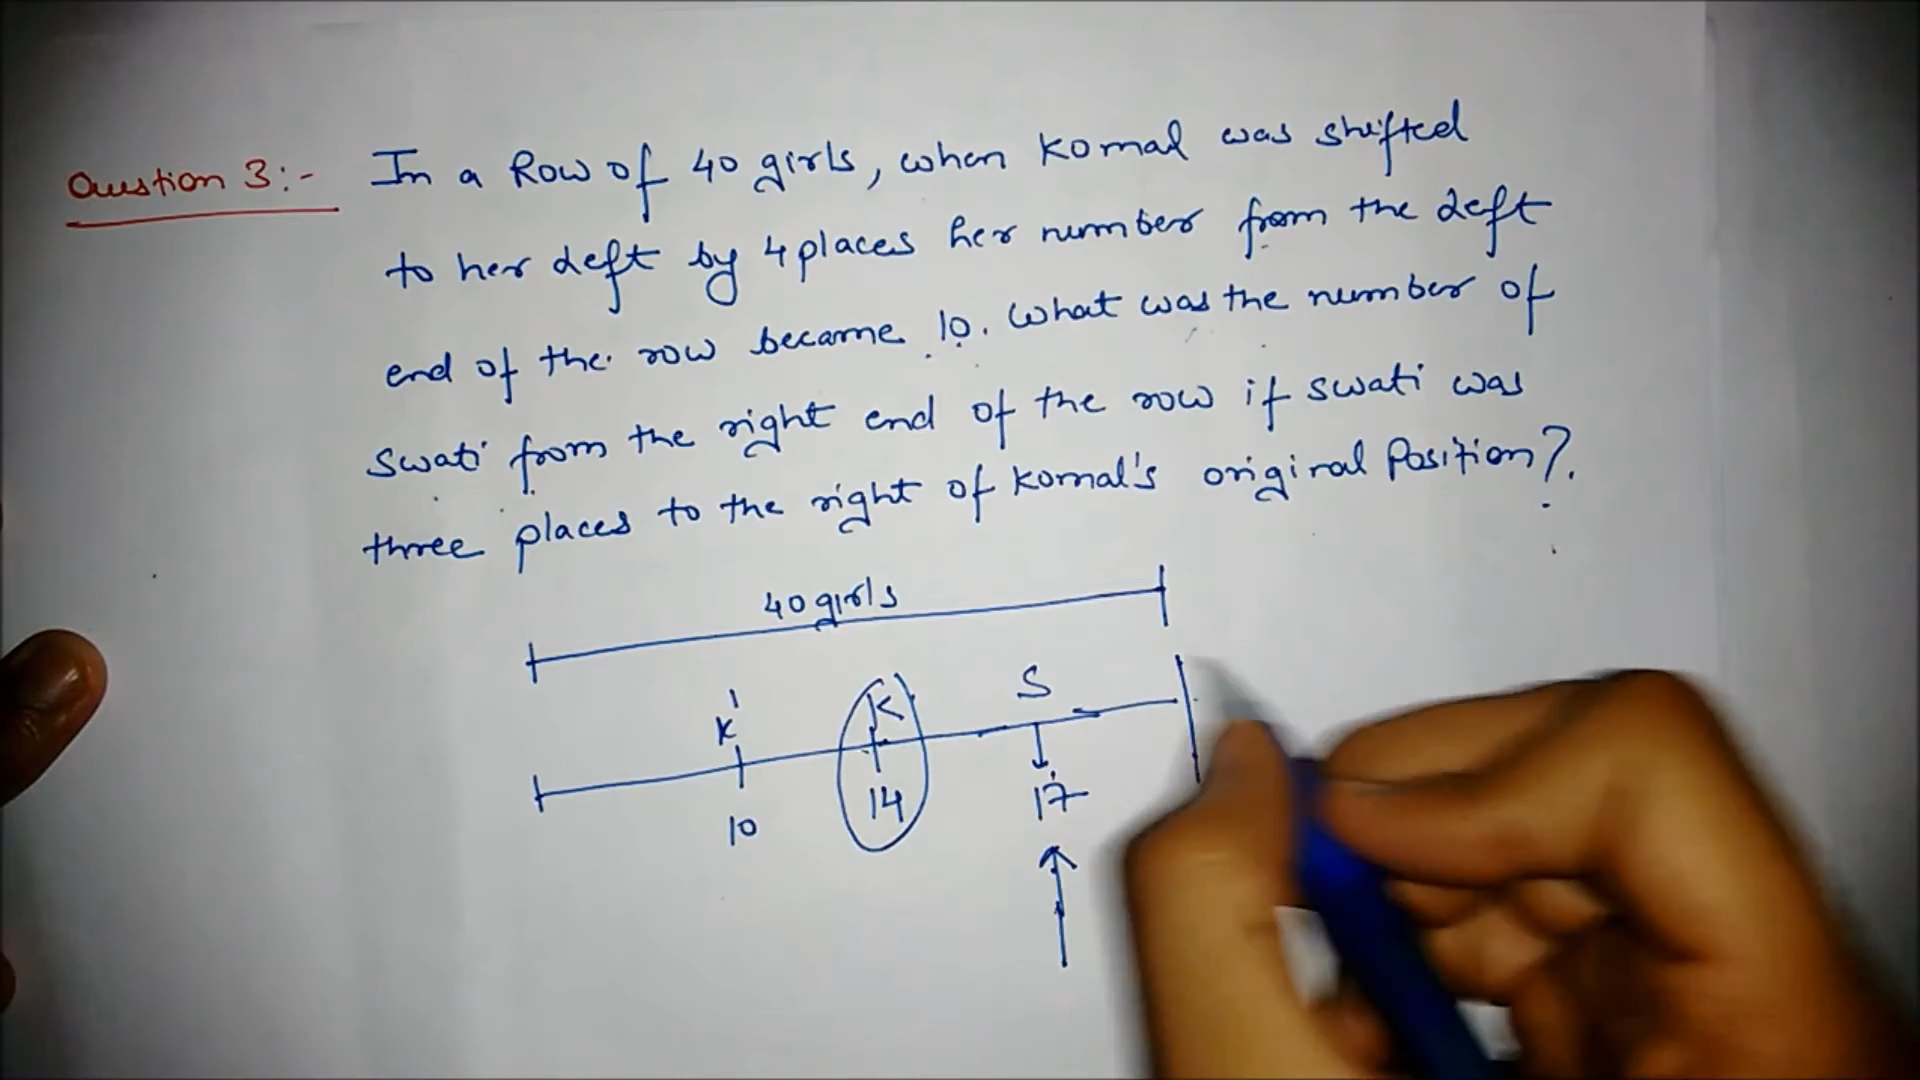 Question 3:- In a Row of 40 girls, when Komal was shifted
to her left by 4 places her number from the left
end of the row became 10. What was the number of
Swati from the right end of the row if Swati was
three places to the right of Komal's original Position?.
40 girls
K' K S
10 14 17